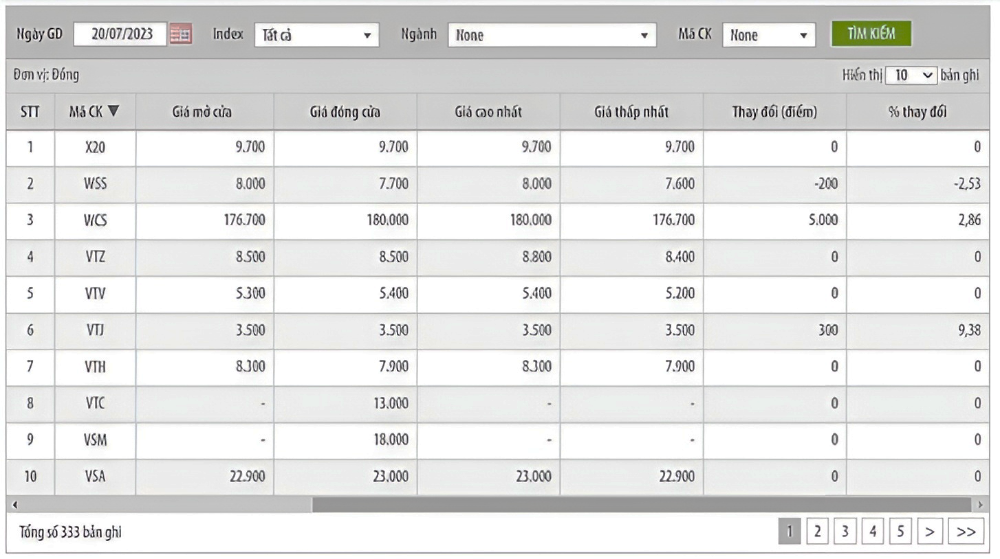 Ngày GD 20/07/2023 Index Tất cả Ngành None Mã CK None TÌM KIẾM
Đơn vị: Đồng Hiển thị 10 bản ghi
STT Mã CK ▼ Giá mở cửa Giá đóng cửa Giá cao nhất Giá thấp nhất Thay đổi (điểm) % thay đổi
1 X20 9.700 9.700 9.700 9.700 0 0
2 WSS 8.000 7.700 8.000 7.600 -200 -2,53
3 WCS 176.700 180.000 180.000 176.700 5.000 2,86
4 VTZ 8.500 8.500 8.800 8.400 0 0
5 VTV 5.300 5.400 5.400 5.200 0 0
6 VTJ 3.500 3.500 3.500 3.500 300 9,38
7 VTH 8.300 7.900 8.300 7.900 0 0
8 VTC - 13.000 - - 0 0
9 VSM - 18.000 - - 0 0
10 VSA 22.900 23.000 23.000 22.900 0 0
Tổng số 333 bản ghi 1 2 3 4 5 > >>